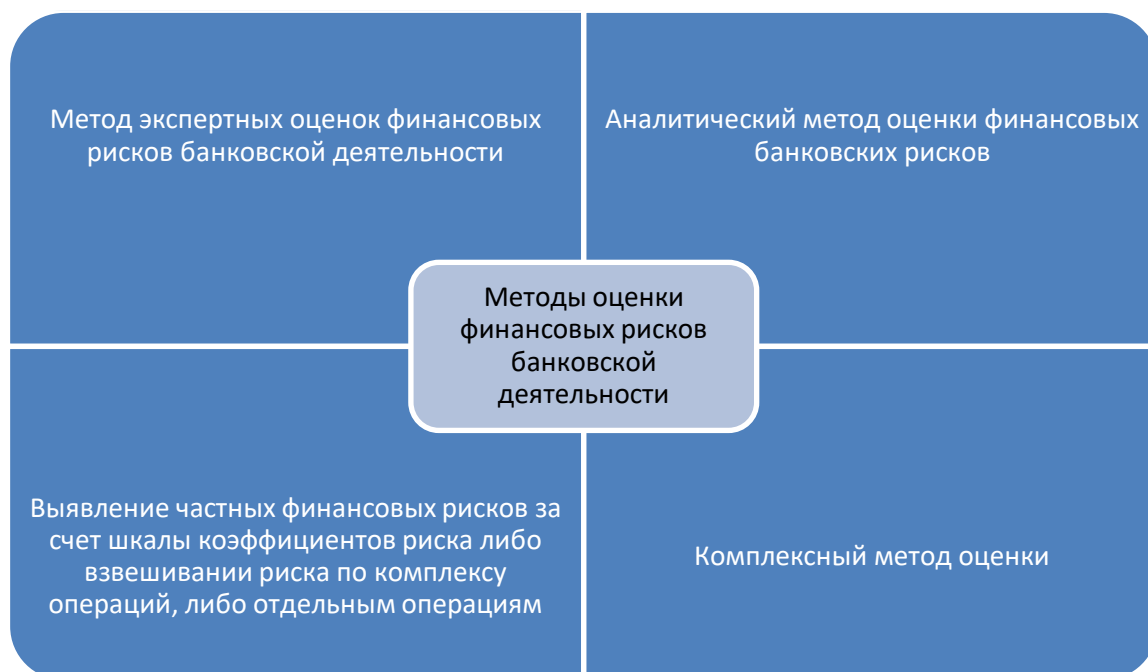 Метод экспертных оценок финансовых
рисков банковской деятельности
Аналитический метод оценки финансовых
банковских рисков
Методы оценки
финансовых рисков
банковской
деятельности
Выявление частных финансовых рисков за
счет шкалы коэффициентов риска либо
взвешивании риска по комплексу
операций, либо отдельным операциям
Комплексный метод оценки